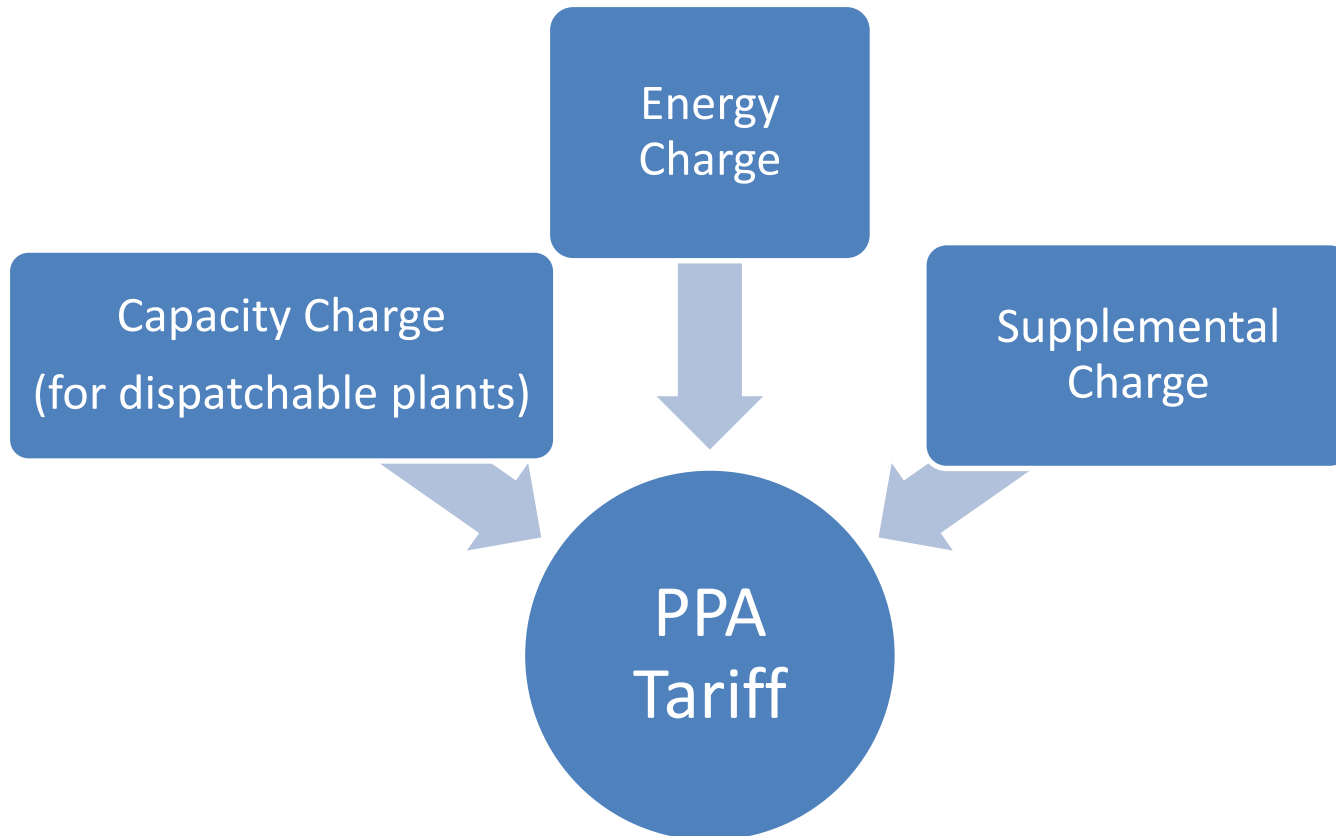 Energy
Charge
Capacity Charge
(for dispatchable plants)
Supplemental
Charge
PPA
Tariff